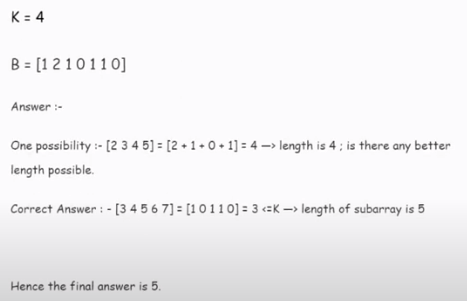 K = 4
B = [1 2 1 0 1 1 0]
Answer :-
One possibility :- [2 3 4 5] = [2 + 1 + 0 + 1] = 4 —> length is 4 ; is there any better
length possible.
Correct Answer : - [3 4 5 6 7] = [1 0 1 1 0] = 3 <=K —> length of subarray is 5
Hence the final answer is 5.